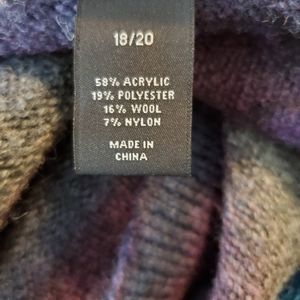 18/20
58% ACRYLIC
19% POLYESTER
16% WOOL
7% NYLON
MADE IN
CHINA